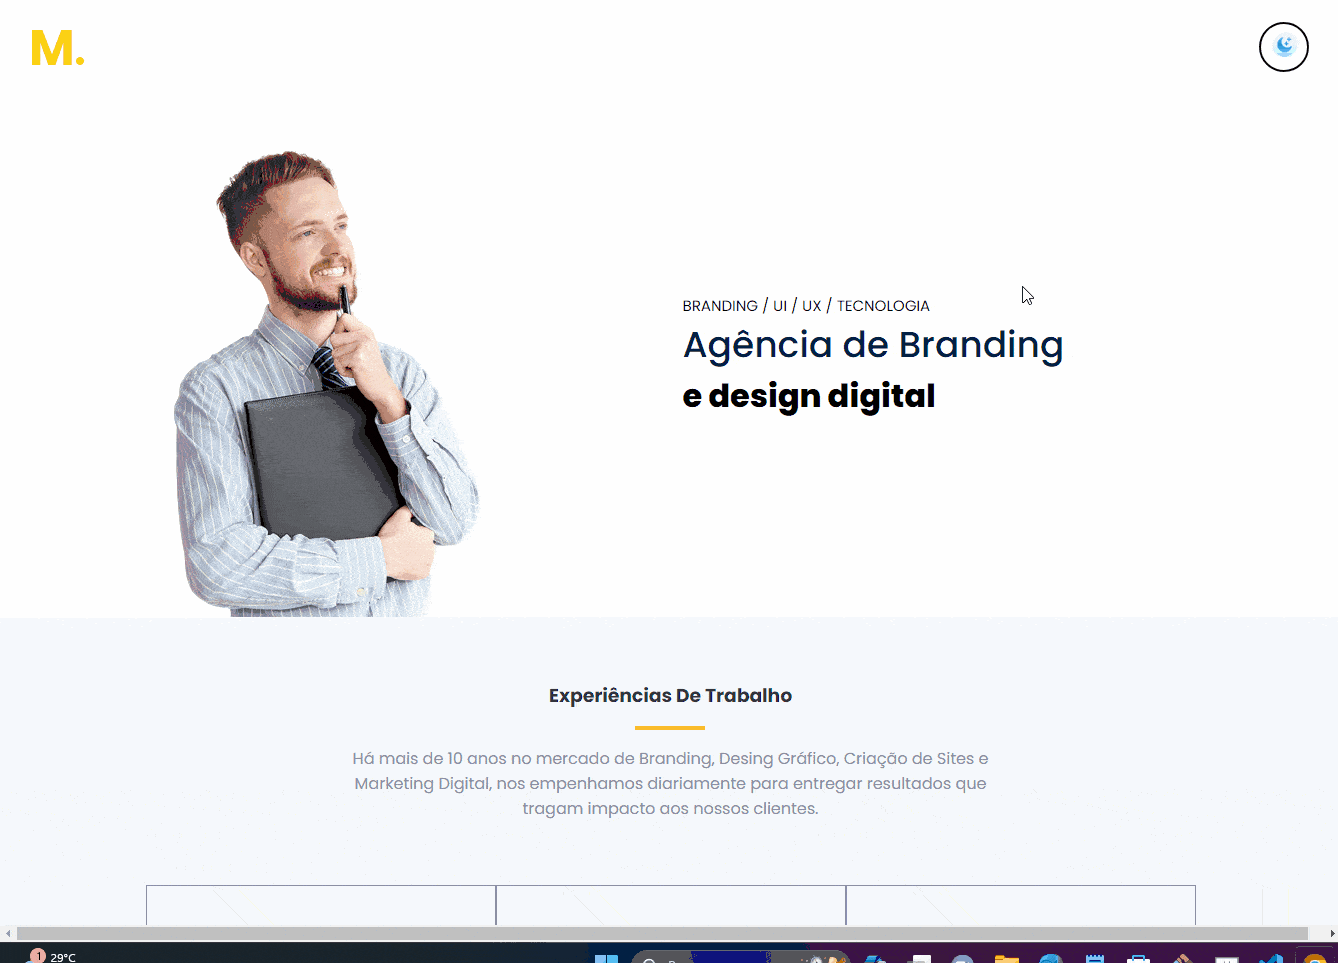 M.
BRANDING / UI / UX / TECNOLOGIA
Agência de Branding
e design digital
Experiências De Trabalho
Há mais de 10 anos no mercado de Branding, Desing Gráfico, Criação de Sites e
Marketing Digital, nos empenhamos diariamente para entregar resultados que
tragam impacto aos nossos clientes.
1
29°C